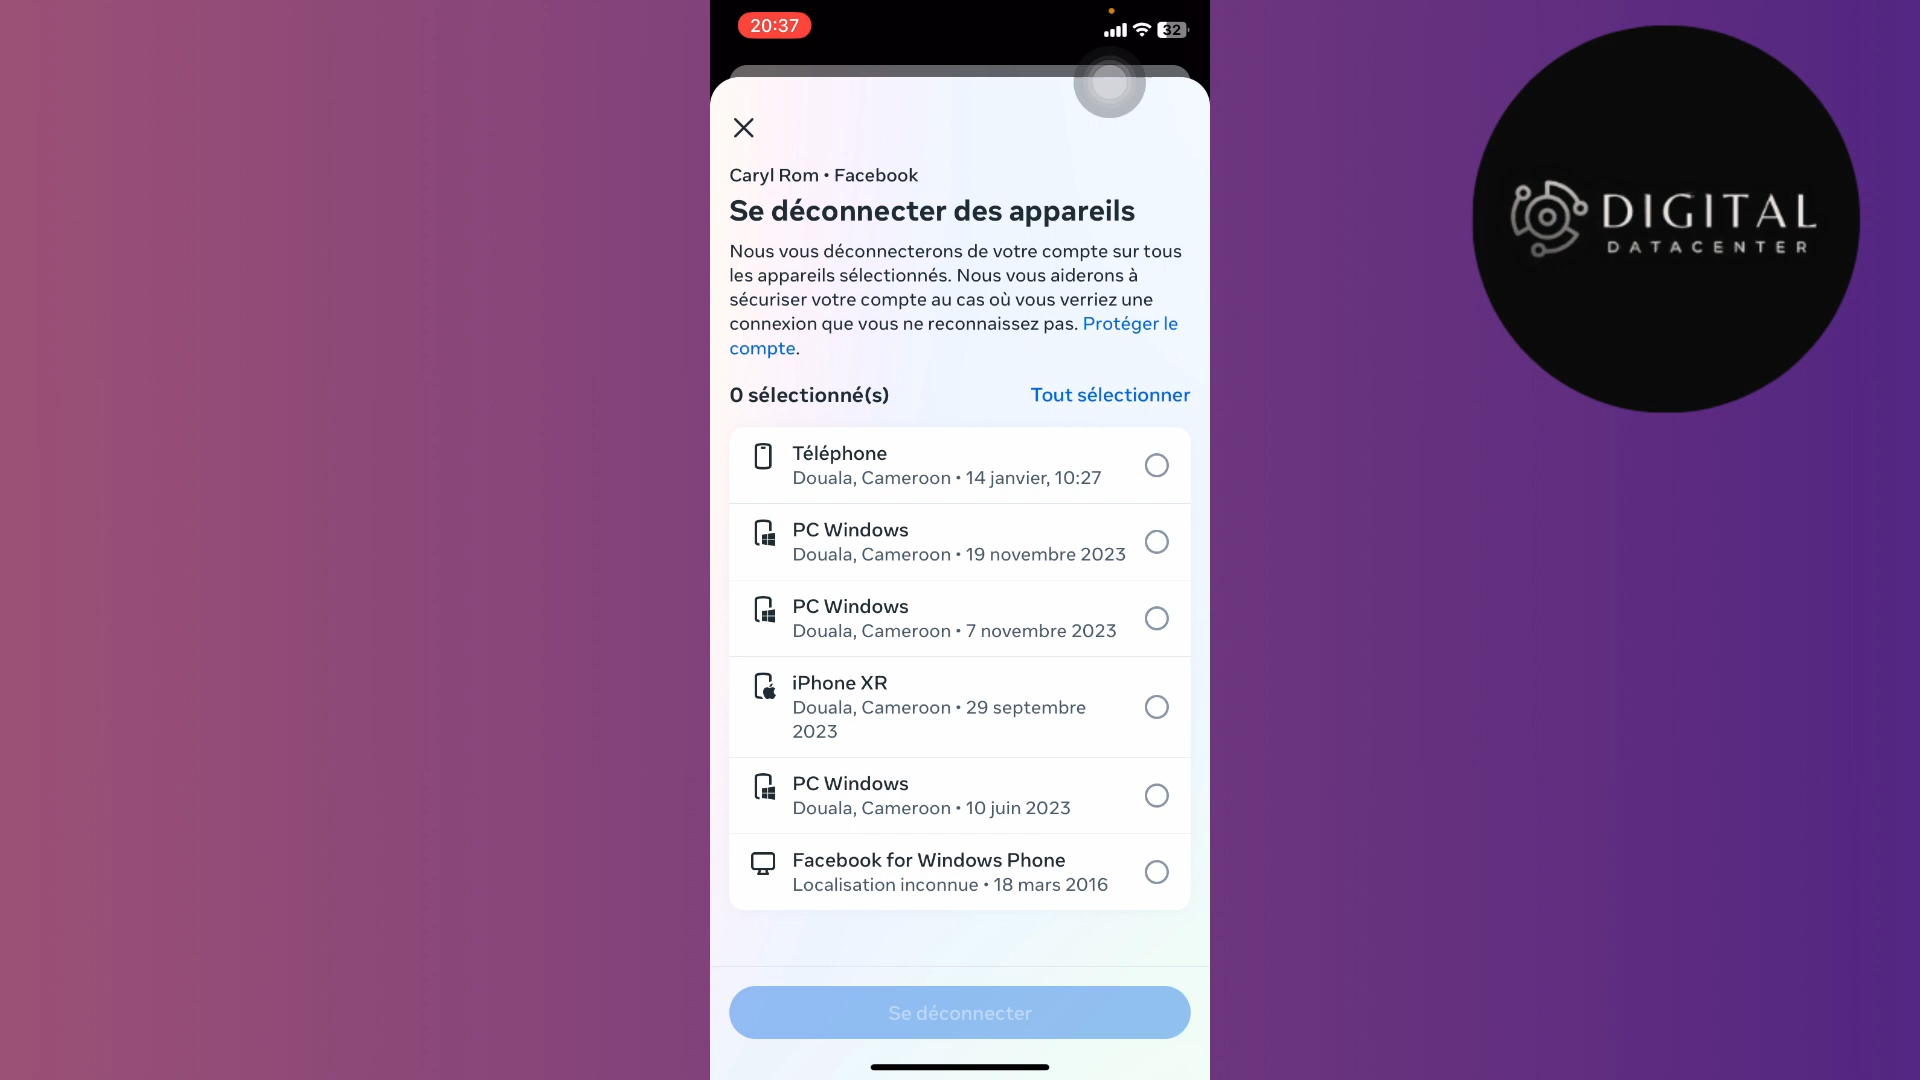 20:37
32
Caryl Rom • Facebook
Se déconnecter des appareils
Nous vous déconnecterons de votre compte sur tous
les appareils sélectionnés. Nous vous aiderons à
sécuriser votre compte au cas où vous verriez une
connexion que vous ne reconnaissez pas. Protéger le
compte.
0 sélectionné(s)
Tout sélectionner
Téléphone
Douala, Cameroon • 14 janvier, 10:27
PC Windows
Douala, Cameroon • 19 novembre 2023
PC Windows
Douala, Cameroon • 7 novembre 2023
iPhone XR
Douala, Cameroon • 29 septembre
2023
PC Windows
Douala, Cameroon • 10 juin 2023
Facebook for Windows Phone
Localisation inconnue • 18 mars 2016
Se déconnecter
DIGITAL
DATACENTER